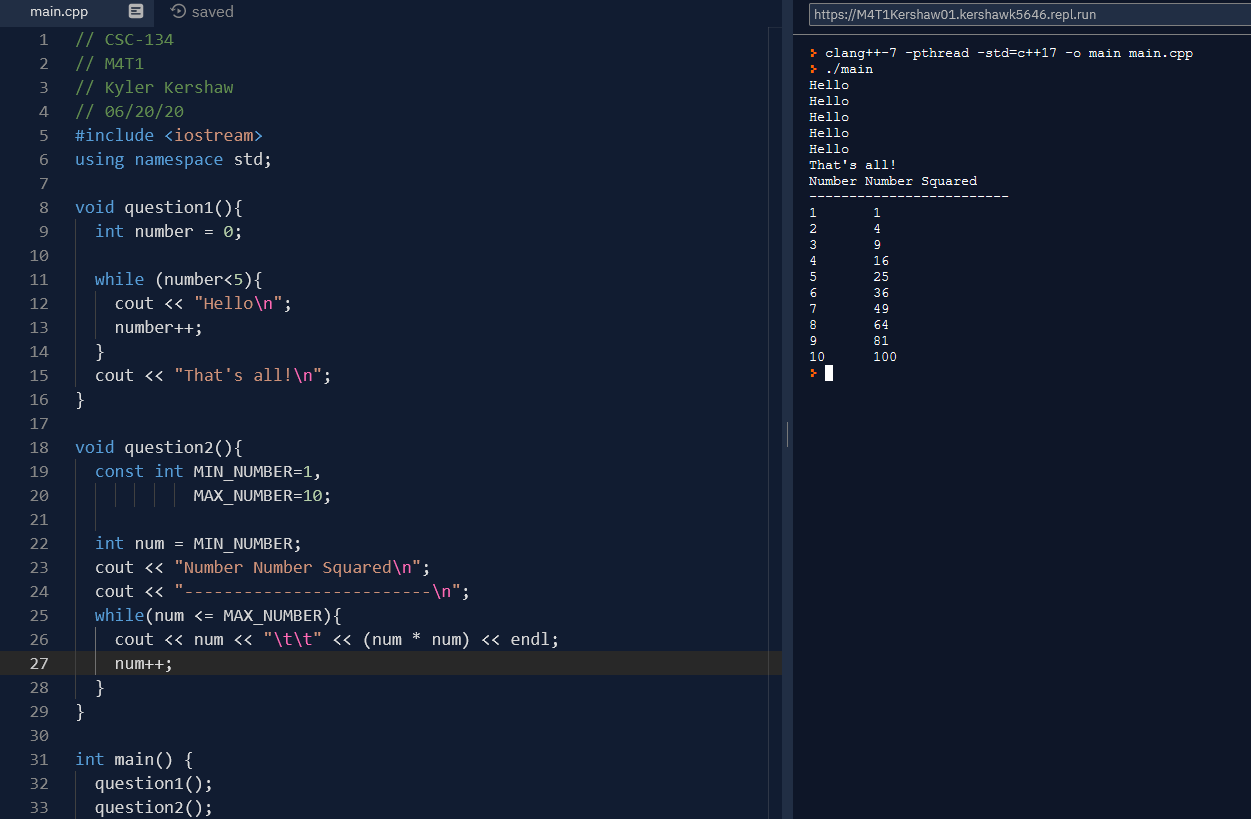 main.cpp saved
1 // CSC-134
2 // M4T1
3 // Kyler Kershaw
4 // 06/20/20
5 #include <iostream>
6 using namespace std;
7
8 void question1(){
9   int number = 0;
10
11   while (number<5){
12     cout << "Hello\n";
13     number++;
14   }
15   cout << "That's all!\n";
16 }
17
18 void question2(){
19   const int MIN_NUMBER=1,
20             MAX_NUMBER=10;
21
22   int num = MIN_NUMBER;
23   cout << "Number Number Squared\n";
24   cout << "-------------------------\n";
25   while(num <= MAX_NUMBER){
26     cout << num << "\t\t" << (num * num) << endl;
27     num++;
28   }
29 }
30
31 int main() {
32   question1();
33   question2();
https://M4T1Kershaw01.kershawk5646.repl.run
> clang++-7 -pthread -std=c++17 -o main main.cpp
> ./main
Hello
Hello
Hello
Hello
Hello
That's all!
Number Number Squared
-------------------------
1       1
2       4
3       9
4       16
5       25
6       36
7       49
8       64
9       81
10      100
>